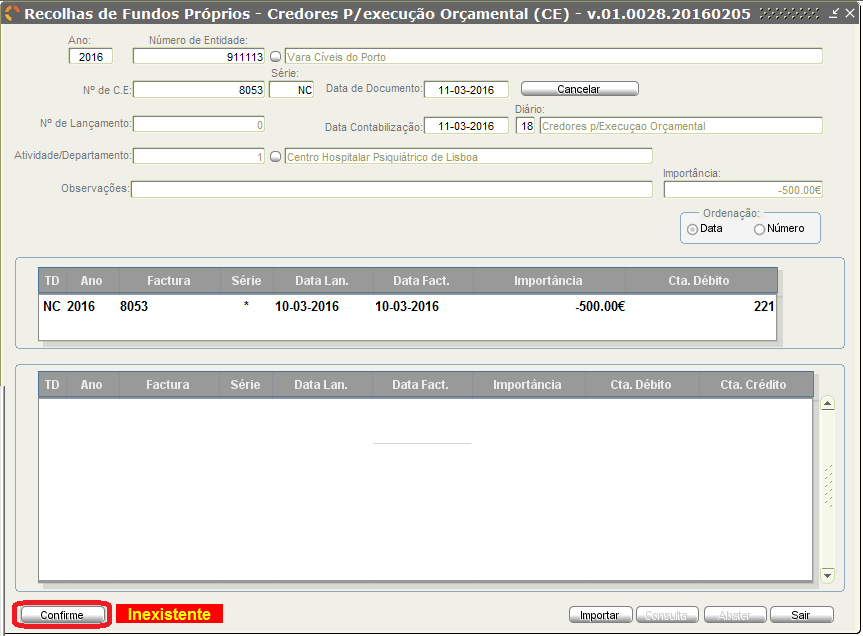 Recolhas de Fundos Próprios - Credores P/execução Orçamental (CE) - v.01.0028.20160205
Ano: Número de Entidade:
2016 911113 Vara Cíveis do Porto
Série:
Nº de C.E: 8053 NC Data de Documento: 11-03-2016 Cancelar
Diário:
Nº de Lançamento: 0 Data Contabilização: 11-03-2016 18 Credores p/Execuçao Orçamental
Atividade/Departamento: 1 Centro Hospitalar Psiquiátrico de Lisboa
Importância:
Observações: -500.00€
Ordenação:
Data Número
TD Ano Factura Série Data Lan. Data Fact. Importância Cta. Débito
NC 2016 8053 * 10-03-2016 10-03-2016 -500.00€ 221
TD Ano Factura Série Data Lan. Data Fact. Importância Cta. Débito Cta. Crédito
Confirme Inexistente Importar Consulta Abater Sair